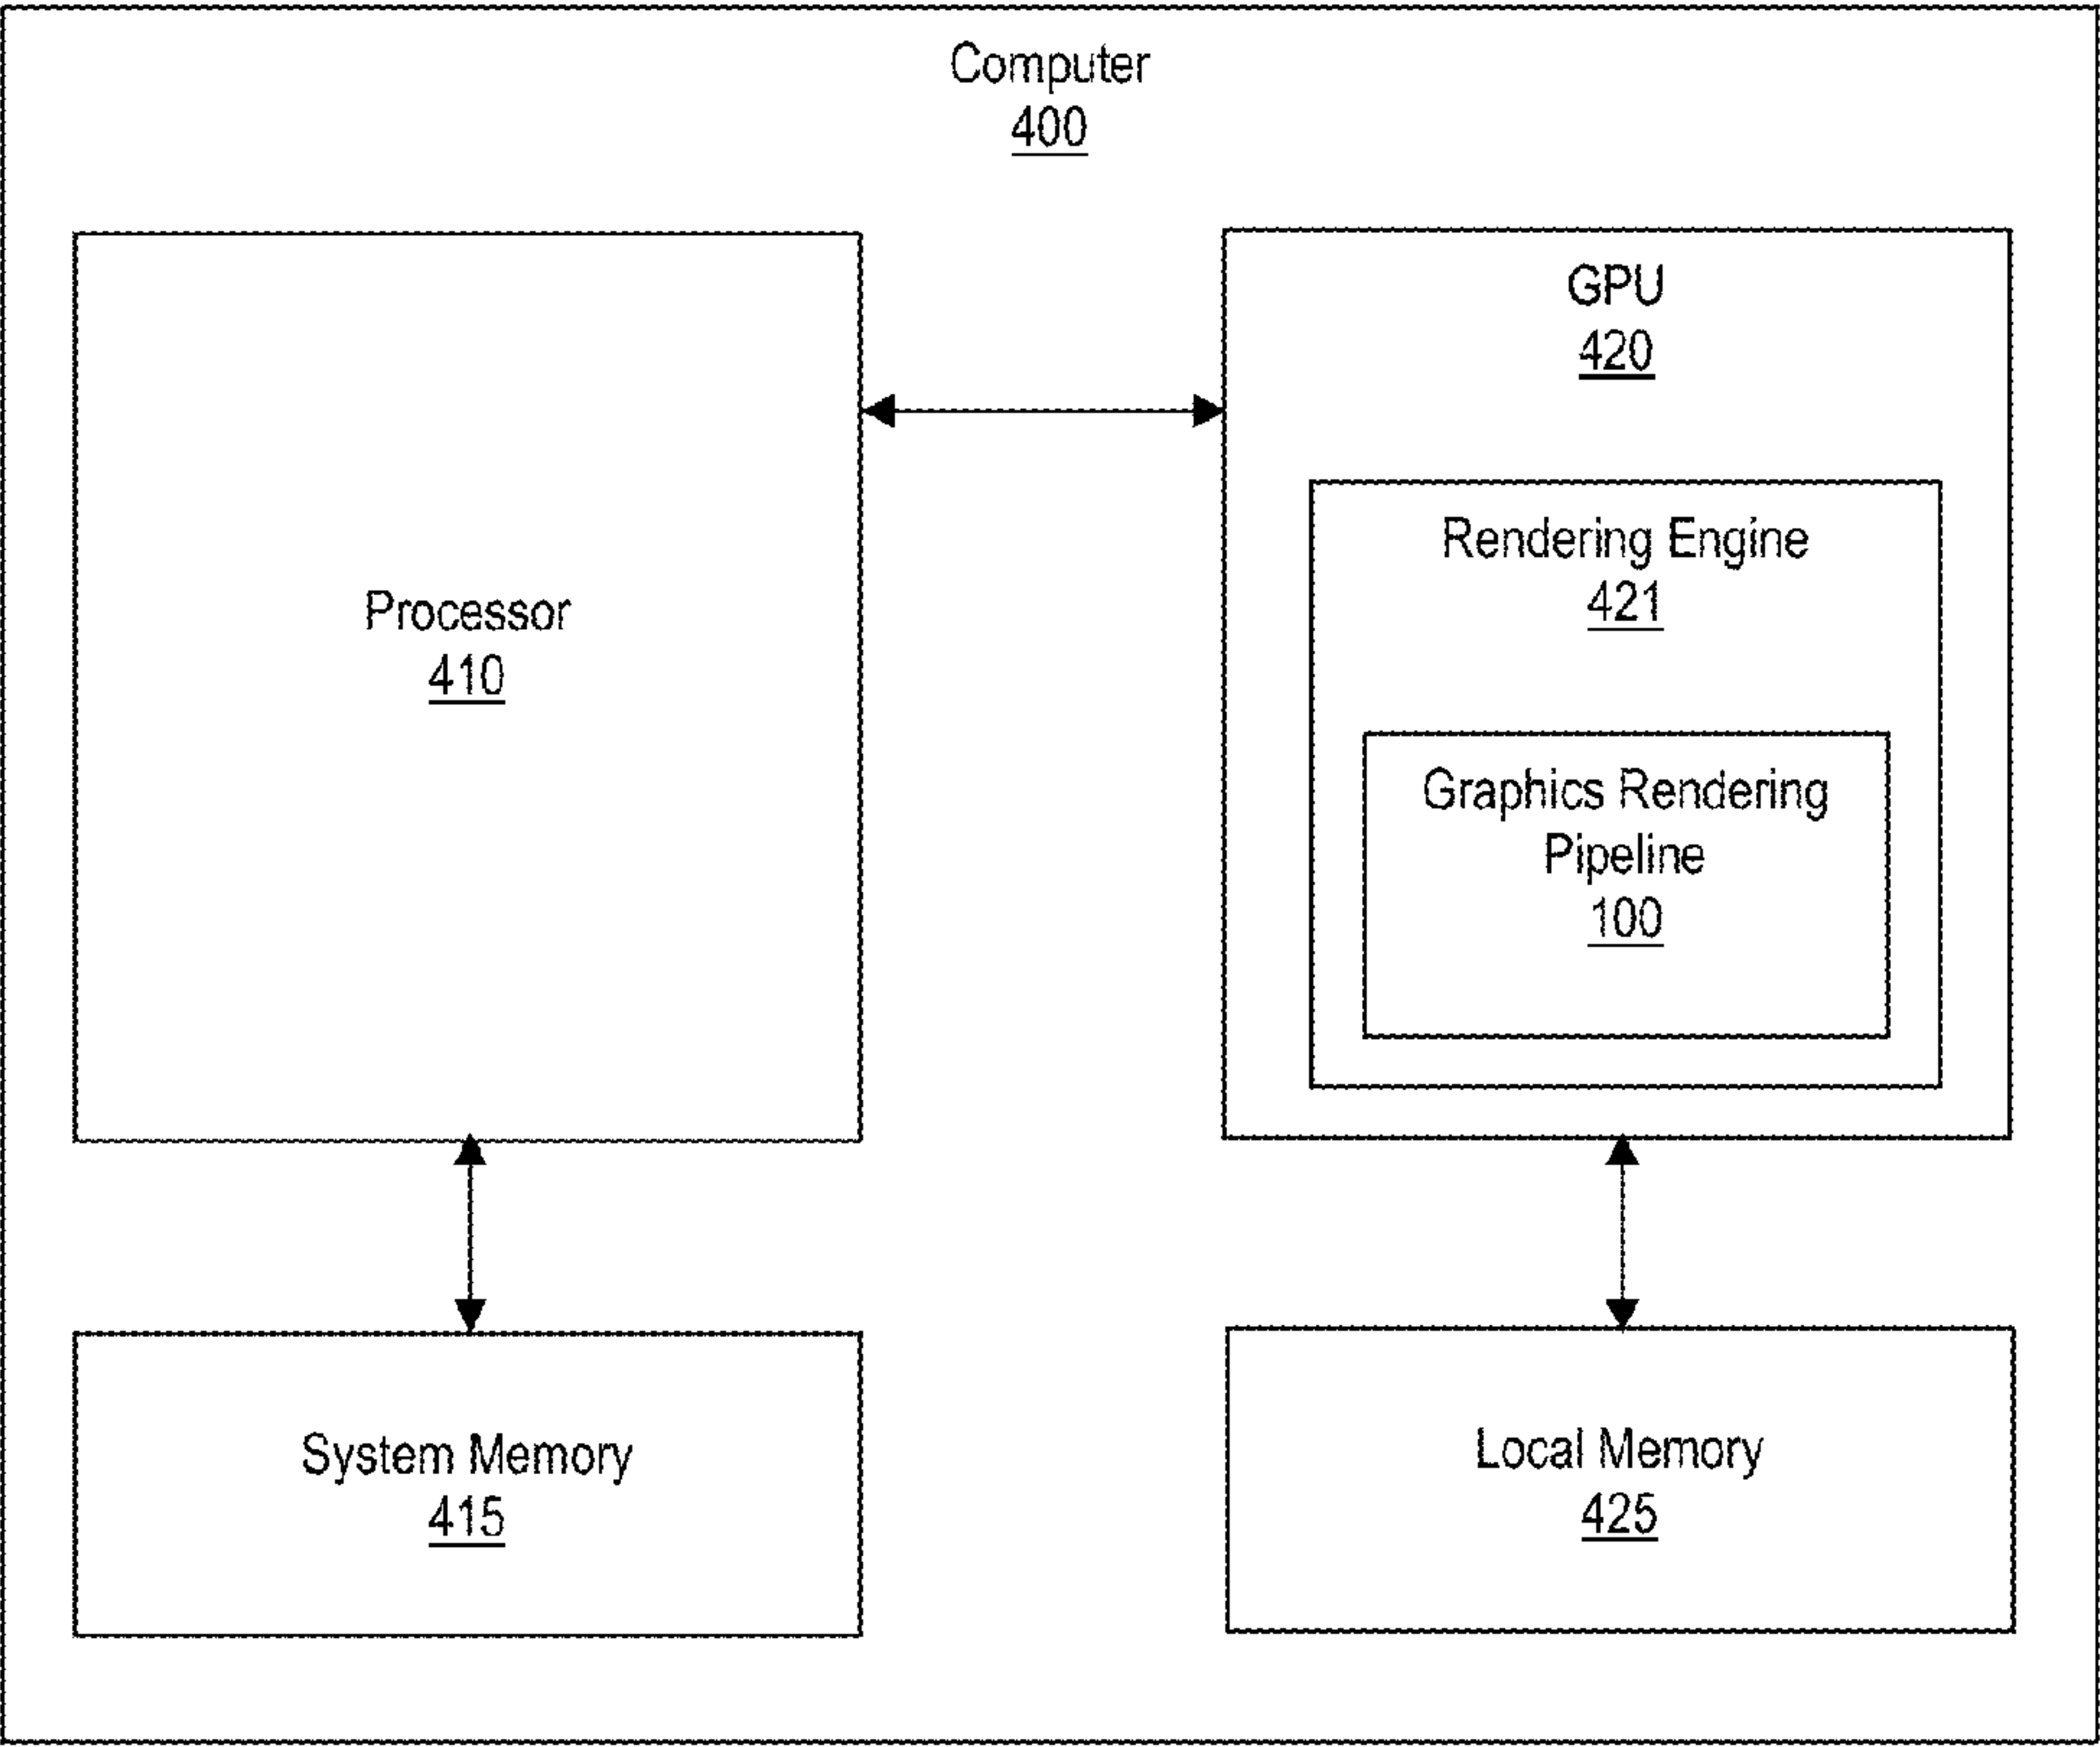 Computer
400
GPU
420
Rendering Engine
421
Processor
410
Graphics Rendering
Pipeline
100
System Memory
415
Local Memory
425